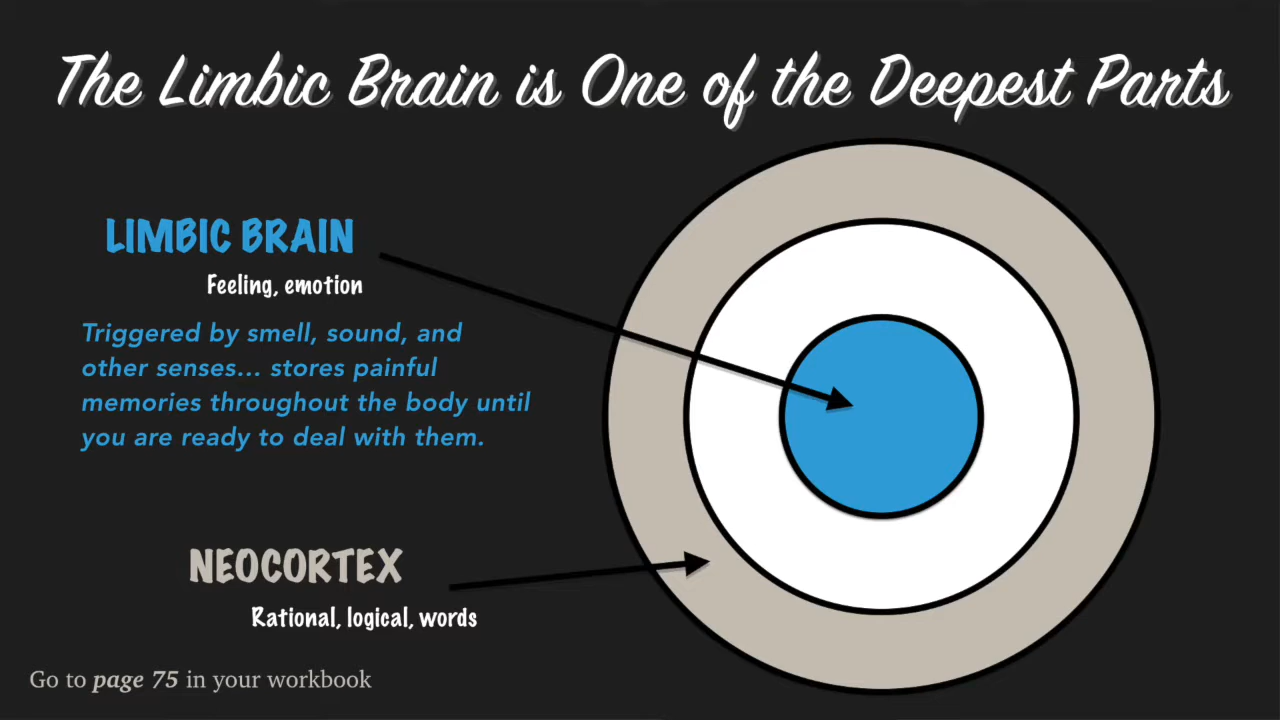 The Limbic Brain is One of the Deepest Parts
LIMBIC BRAIN
Feeling, emotion
Triggered by smell, sound, and
other senses... stores painful
memories throughout the body until
you are ready to deal with them.
NEOCORTEX
Rational, logical, words
Go to page 75 in your workbook